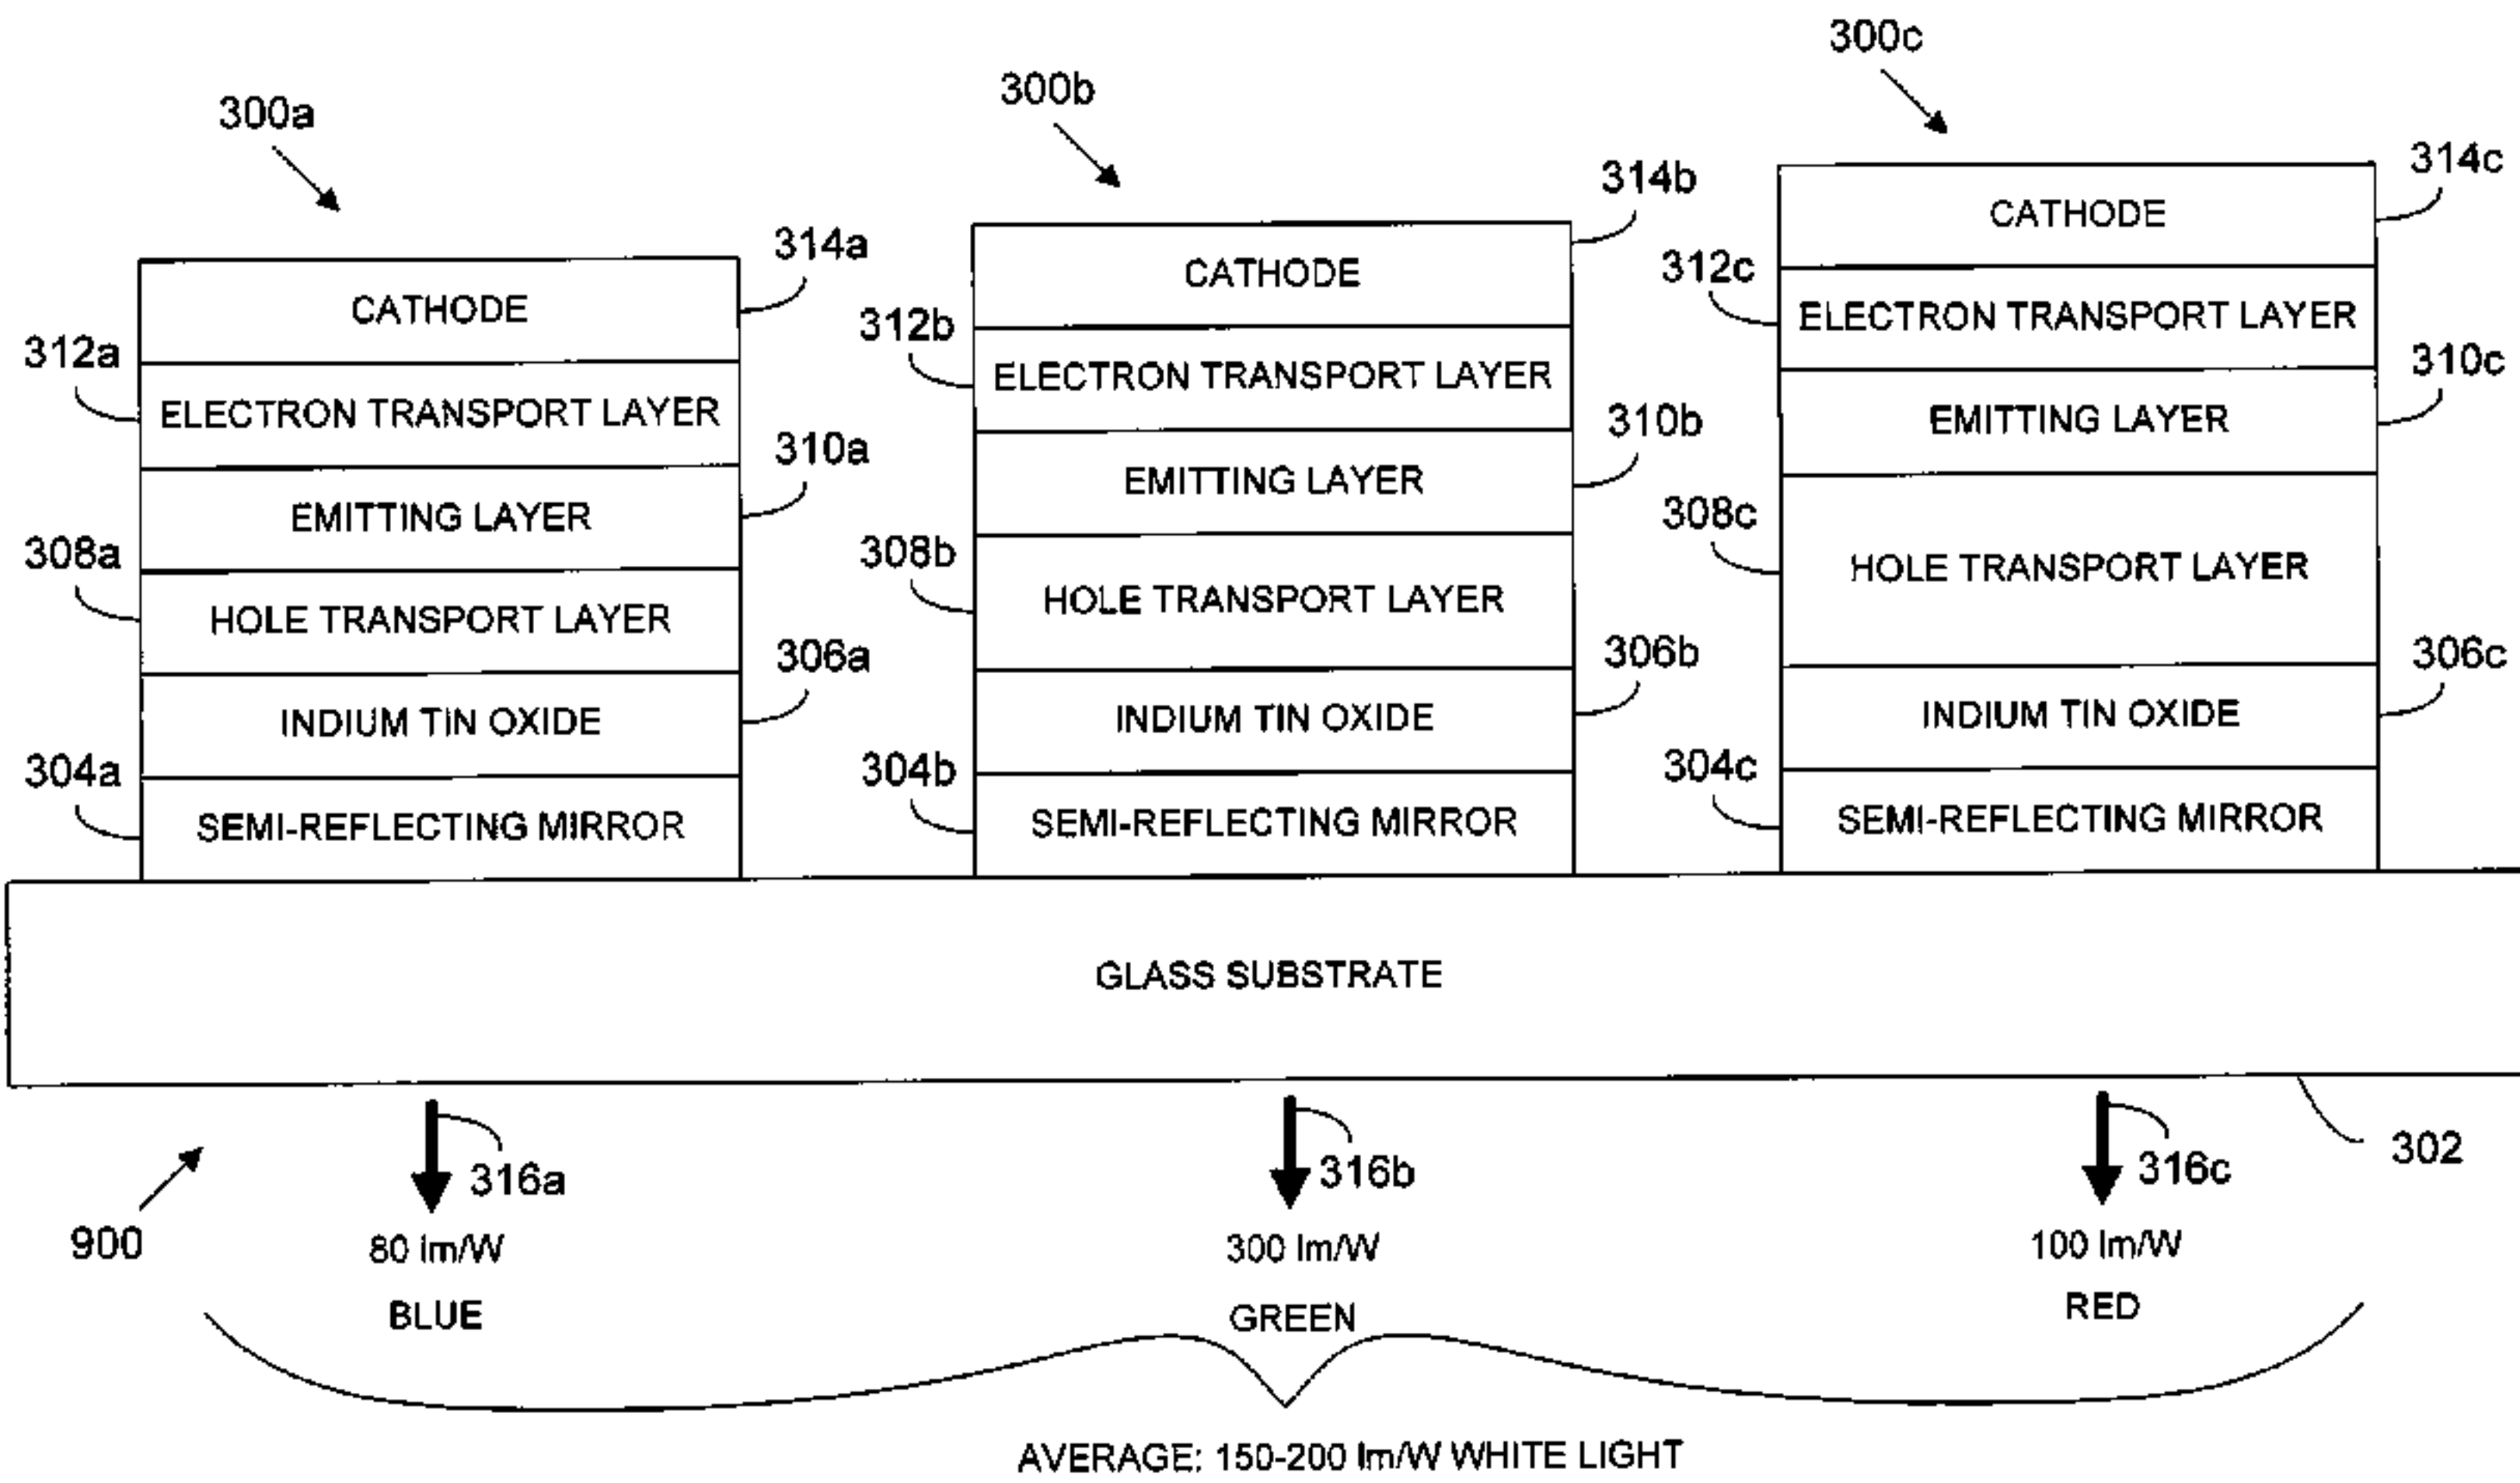 300a
CATHODE
314a
312a
ELECTRON TRANSPORT LAYER
EMITTING LAYER
310a
308a
HOLE TRANSPORT LAYER
INDIUM TIN OXIDE
306a
304a
SEMI-REFLECTING MIRROR
300b
CATHODE
314b
312b
ELECTRON TRANSPORT LAYER
EMITTING LAYER
310b
308b
HOLE TRANSPORT LAYER
INDIUM TIN OXIDE
306b
304b
SEMI-REFLECTING MIRROR
300c
CATHODE
314c
312c
ELECTRON TRANSPORT LAYER
EMITTING LAYER
310c
308c
HOLE TRANSPORT LAYER
INDIUM TIN OXIDE
306c
304c
SEMI-REFLECTING MIRROR
GLASS SUBSTRATE
302
900
316a
80 lm/W
BLUE
316b
300 lm/W
GREEN
316c
100 lm/W
RED
AVERAGE: 150-200 lm/W WHITE LIGHT